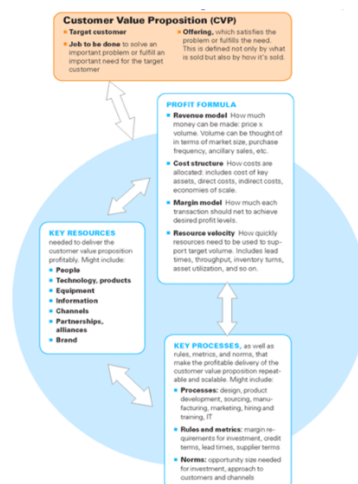 Customer Value Proposition (CVP)
Target customer
Job to be done to solve an
important problem or fulfill an
important need for the target
customer
Offering, which satisfies the
problem or fulfills the need.
This is defined not only by what
is sold but also by how it's sold.
PROFIT FORMULA
Revenue model How much
money can be made: price x
volume. Volume can be thought of
in terms of market size, purchase
frequency, ancillary sales, etc.
Cost structure How costs are
allocated: includes cost of key
assets, direct costs, indirect costs,
economies of scale.
Margin model How much each
transaction should net to achieve
desired profit levels.
Resource velocity How quickly
resources need to be used to sup-
port target volume. Includes lead
times, throughput, inventory turns,
asset utilization, and so on.
KEY RESOURCES
needed to deliver the
customer value proposition
profitably. Might include:
People
Technology, products
Equipment
Information
Channels
Partnerships,
alliances
Brand
KEY PROCESSES, as well as
rules, metrics, and norms, that
make the profitable delivery of the
customer value proposition repeat-
able and scalable. Might include:
Processes: design, product
development, sourcing, manu-
facturing, marketing, hiring and
training, IT
Rules and metrics: margin re-
quirements for investment, credit
terms, lead times, supplier terms
Norms: opportunity size needed
for investment, approach to
customers and channels